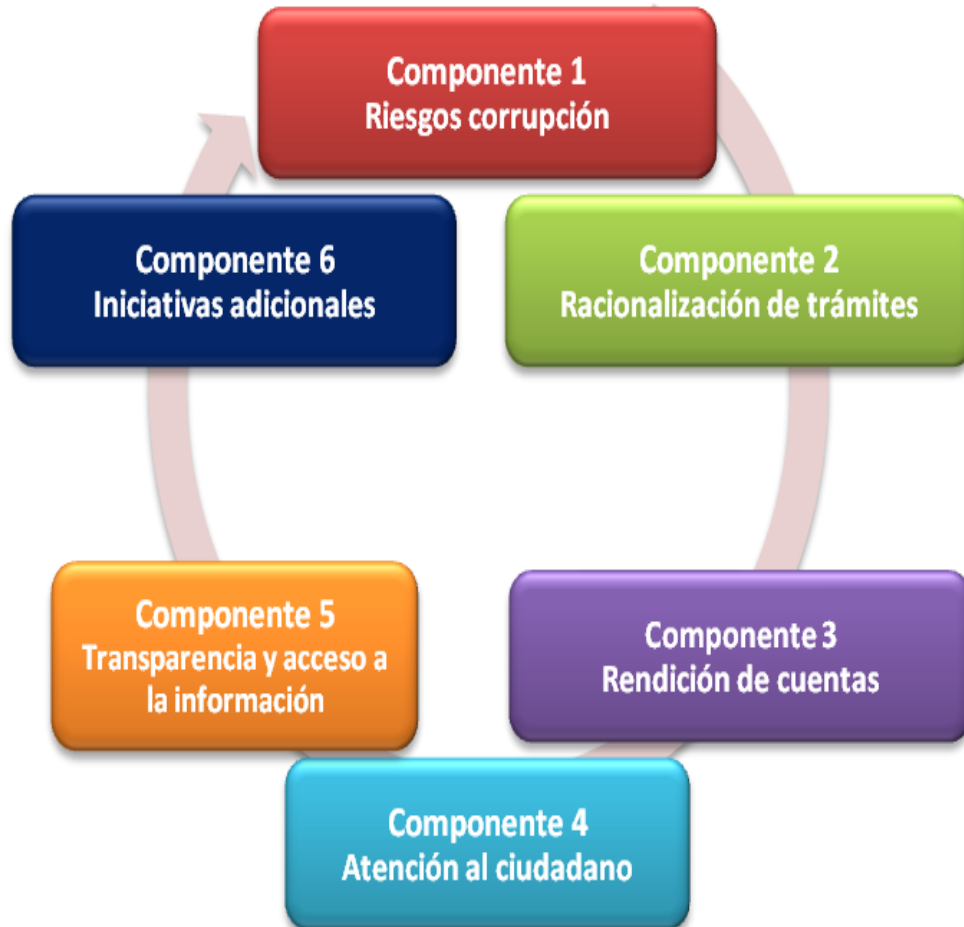 Componente 1
Riesgos corrupción
Componente 2
Racionalización de trámites
Componente 3
Rendición de cuentas
Componente 4
Atención al ciudadano
Componente 5
Transparencia y acceso a
la información
Componente 6
Iniciativas adicionales